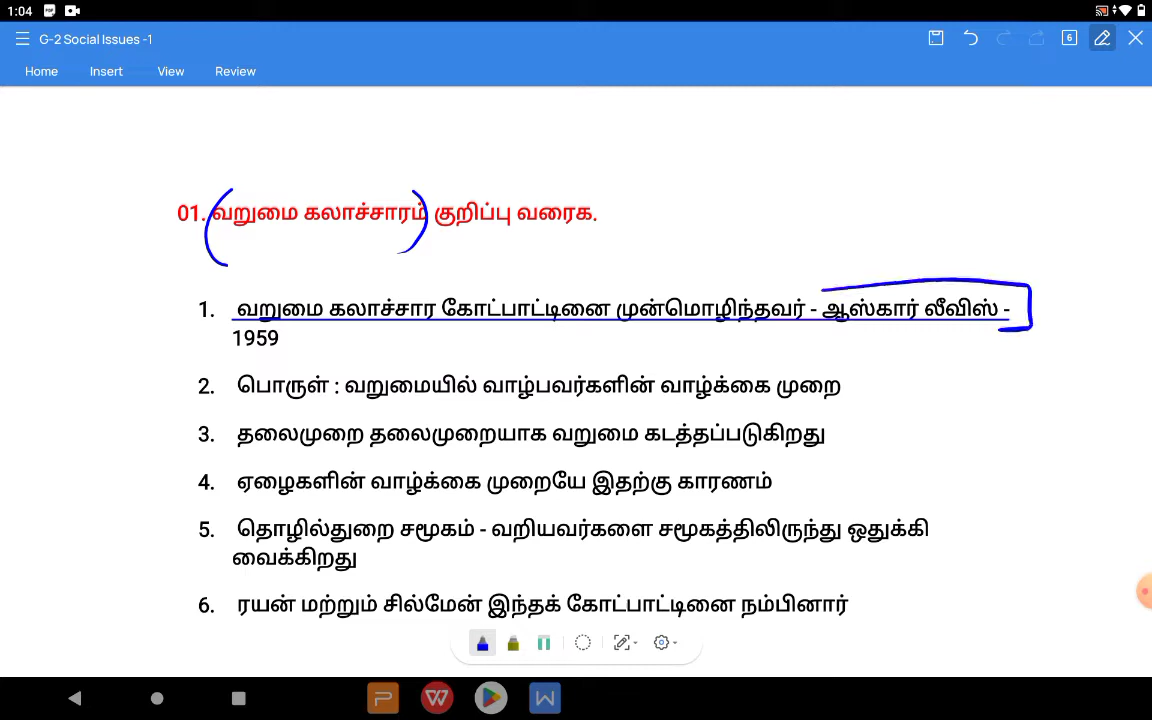 1:04
G-2 Social Issues -1
6
Home Insert View Review
01. வறுமை கலாச்சாரம் குறிப்பு வரைக.
1. வறுமை கலாச்சார கோட்பாட்டினை முன்மொழிந்தவர் - ஆஸ்கார் லீவிஸ் -
1959
2. பொருள் : வறுமையில் வாழ்பவர்களின் வாழ்க்கை முறை
3. தலைமுறை தலைமுறையாக வறுமை கடத்தப்படுகிறது
4. ஏழைகளின் வாழ்க்கை முறையே இதற்கு காரணம்
5. தொழில்துறை சமூகம் - வறியவர்களை சமூகத்திலிருந்து ஒதுக்கி
வைக்கிறது
6. ரயன் மற்றும் சில்மேன் இந்தக் கோட்பாட்டினை நம்பினார்